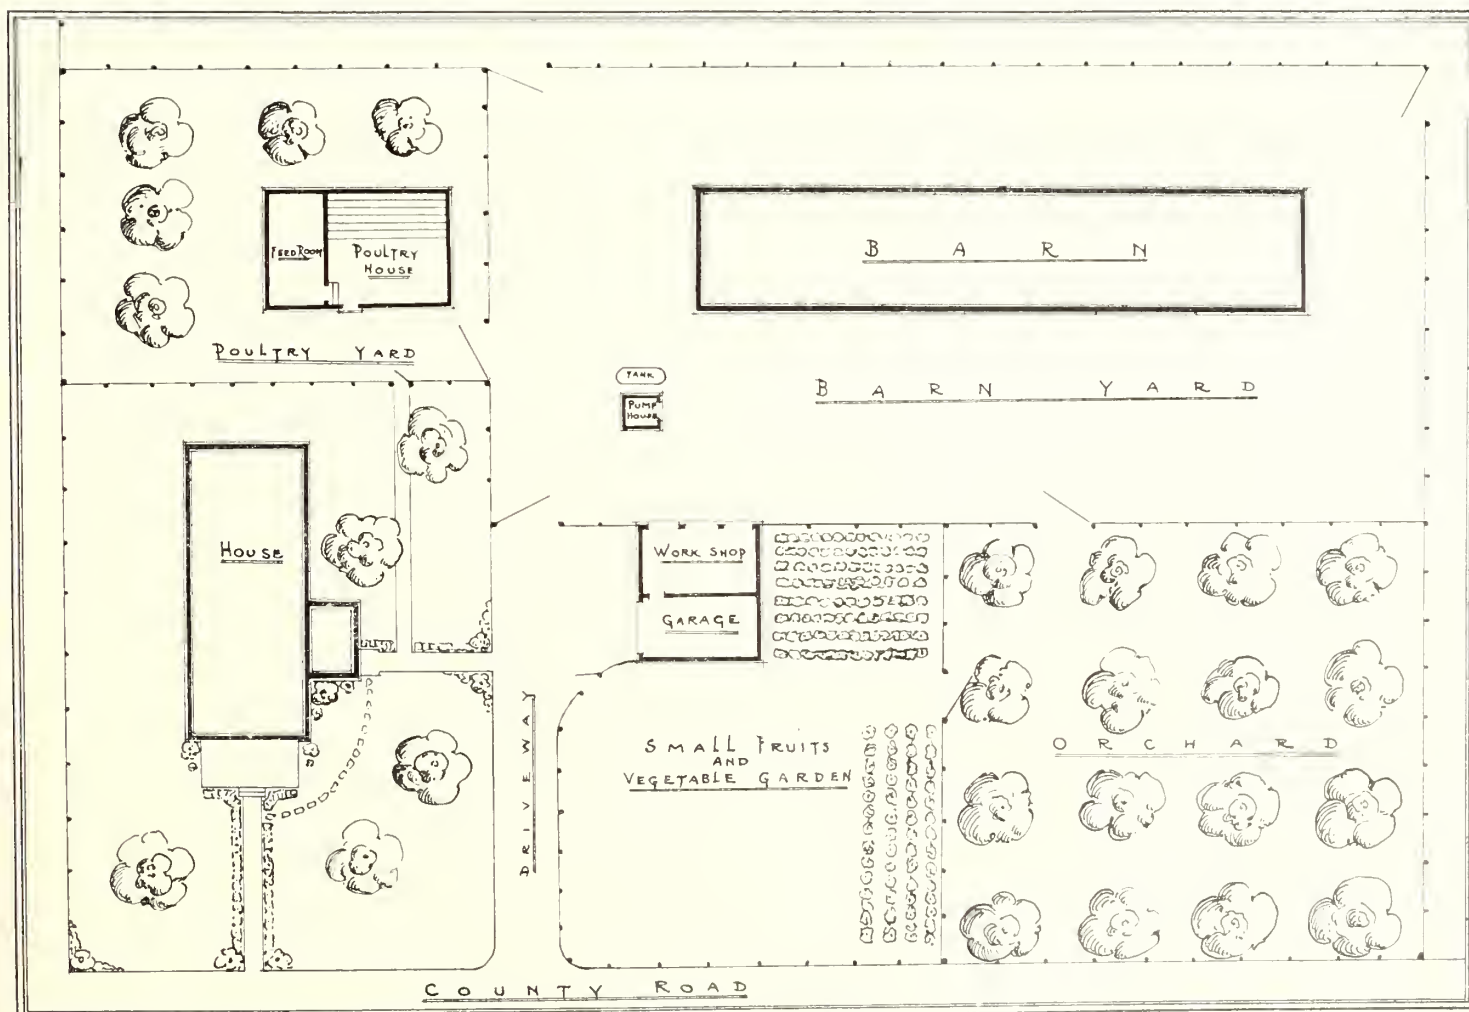 FEED ROOM
POULTRY
HOUSE
BARN
POULTRY YARD
TANK
PUMP
HOUSE
BARN YARD
HOUSE
WORK SHOP
GARAGE
DRIVEWAY
SMALL FRUITS
AND
VEGETABLE GARDEN
ORCHARD
COUNTY ROAD